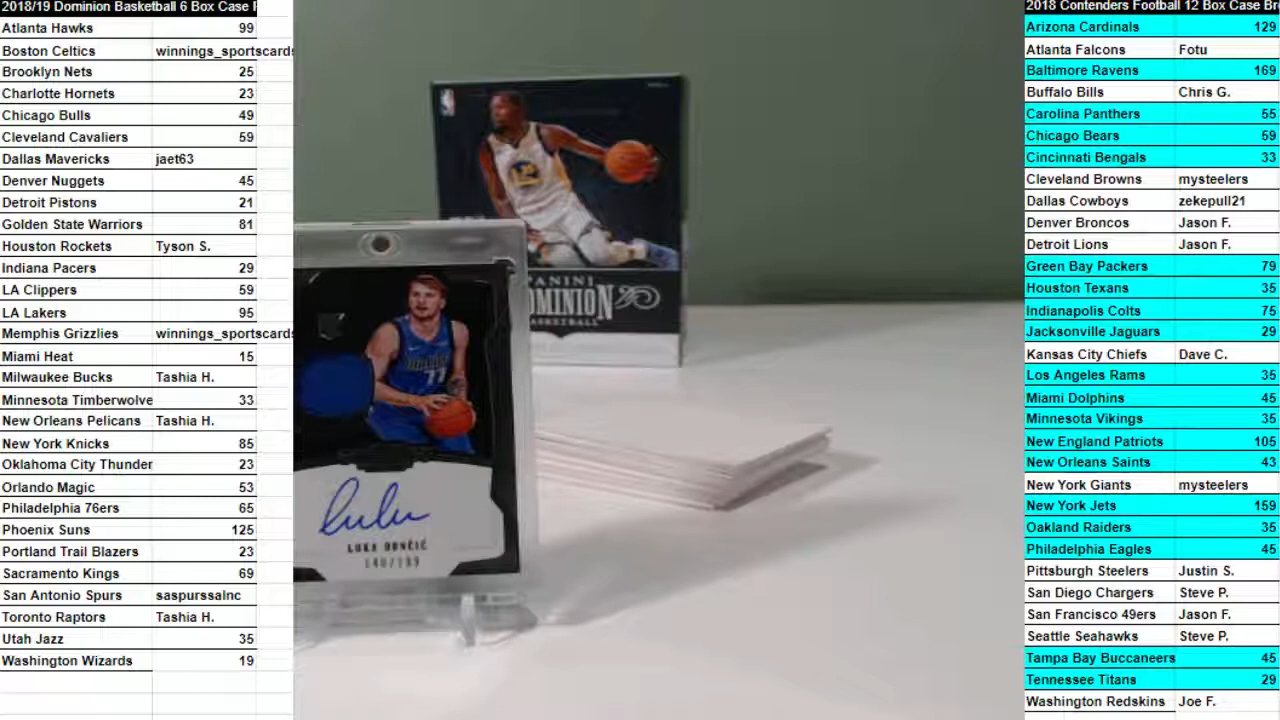 2018/19 Dominion Basketball 6 Box Case
Atlanta Hawks 99
Boston Celtics winnings_sportscards
Brooklyn Nets 25
Charlotte Hornets 23
Chicago Bulls 49
Cleveland Cavaliers 59
Dallas Mavericks jaet63
Denver Nuggets 45
Detroit Pistons 21
Golden State Warriors 81
Houston Rockets Tyson S.
Indiana Pacers 29
LA Clippers 59
LA Lakers 95
Memphis Grizzlies winnings_sportscards
Miami Heat 15
Milwaukee Bucks Tashia H.
Minnesota Timberwolve 33
New Orleans Pelicans Tashia H.
New York Knicks 85
Oklahoma City Thunder 23
Orlando Magic 53
Philadelphia 76ers 65
Phoenix Suns 125
Portland Trail Blazers 23
Sacramento Kings 69
San Antonio Spurs saspurssainc
Toronto Raptors Tashia H.
Utah Jazz 35
Washington Wizards 19
PANINI
DOMINION
BASKETBALL
77
LUKA DONČIĆ
2018 Contenders Football 12 Box Case Br
Arizona Cardinals 129
Atlanta Falcons Fotu
Baltimore Ravens 169
Buffalo Bills Chris G.
Carolina Panthers 55
Chicago Bears 59
Cincinnati Bengals 33
Cleveland Browns mysteelers
Dallas Cowboys zekepull21
Denver Broncos Jason F.
Detroit Lions Jason F.
Green Bay Packers 79
Houston Texans 35
Indianapolis Colts 75
Jacksonville Jaguars 29
Kansas City Chiefs Dave C.
Los Angeles Rams 35
Miami Dolphins 45
Minnesota Vikings 35
New England Patriots 105
New Orleans Saints 43
New York Giants mysteelers
New York Jets 159
Oakland Raiders 35
Philadelphia Eagles 45
Pittsburgh Steelers Justin S.
San Diego Chargers Steve P.
San Francisco 49ers Jason F.
Seattle Seahawks Steve P.
Tampa Bay Buccaneers 45
Tennessee Titans 29
Washington Redskins Joe F.